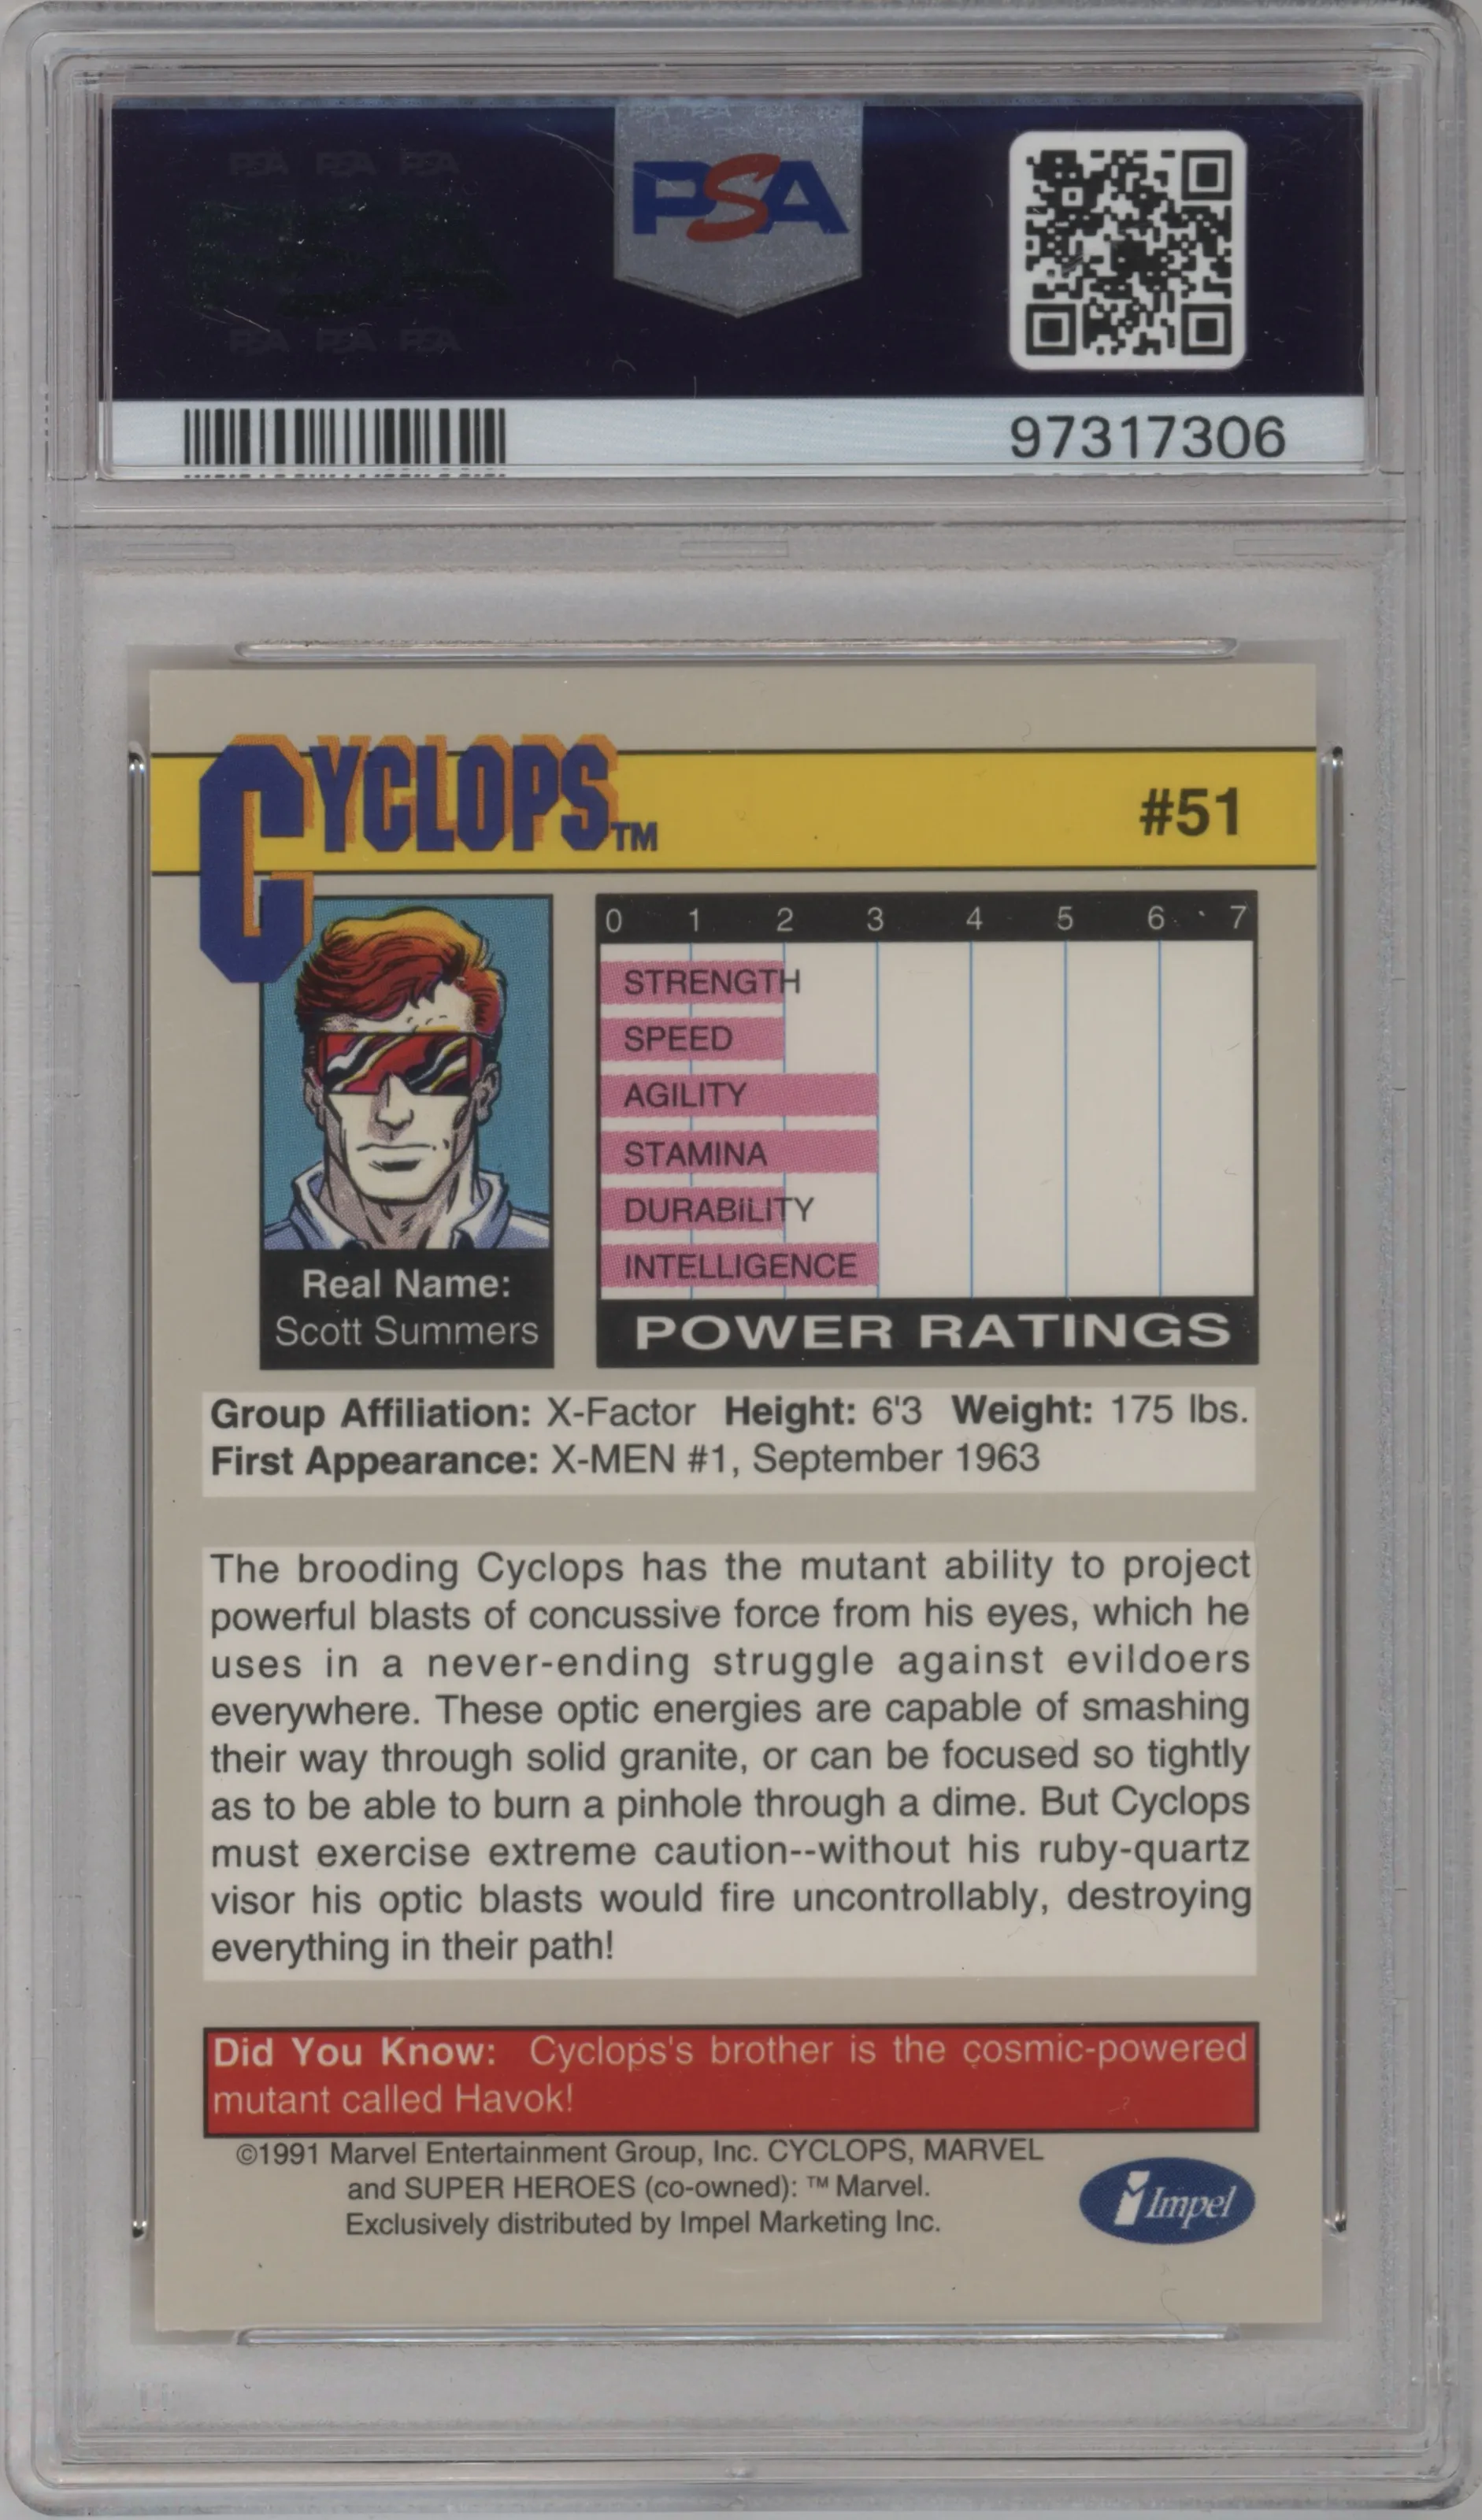 PSA PSA PSA
PSA
PSA PSA PSA
97317306
CYCLOPS™
#51
0 1 2 3 4 5 6 7
STRENGTH
SPEED
AGILITY
STAMINA
DURABILITY
INTELLIGENCE
POWER RATINGS
Real Name:
Scott Summers
Group Affiliation: X-Factor Height: 6'3 Weight: 175 lbs.
First Appearance: X-MEN #1, September 1963
The brooding Cyclops has the mutant ability to project
powerful blasts of concussive force from his eyes, which he
uses in a never-ending struggle against evildoers
everywhere. These optic energies are capable of smashing
their way through solid granite, or can be focused so tightly
as to be able to burn a pinhole through a dime. But Cyclops
must exercise extreme caution--without his ruby-quartz
visor his optic blasts would fire uncontrollably, destroying
everything in their path!
Did You Know: Cyclops's brother is the cosmic-powered
mutant called Havok!
©1991 Marvel Entertainment Group, Inc. CYCLOPS, MARVEL
and SUPER HEROES (co-owned): ™ Marvel.
Exclusively distributed by Impel Marketing Inc.
Impel